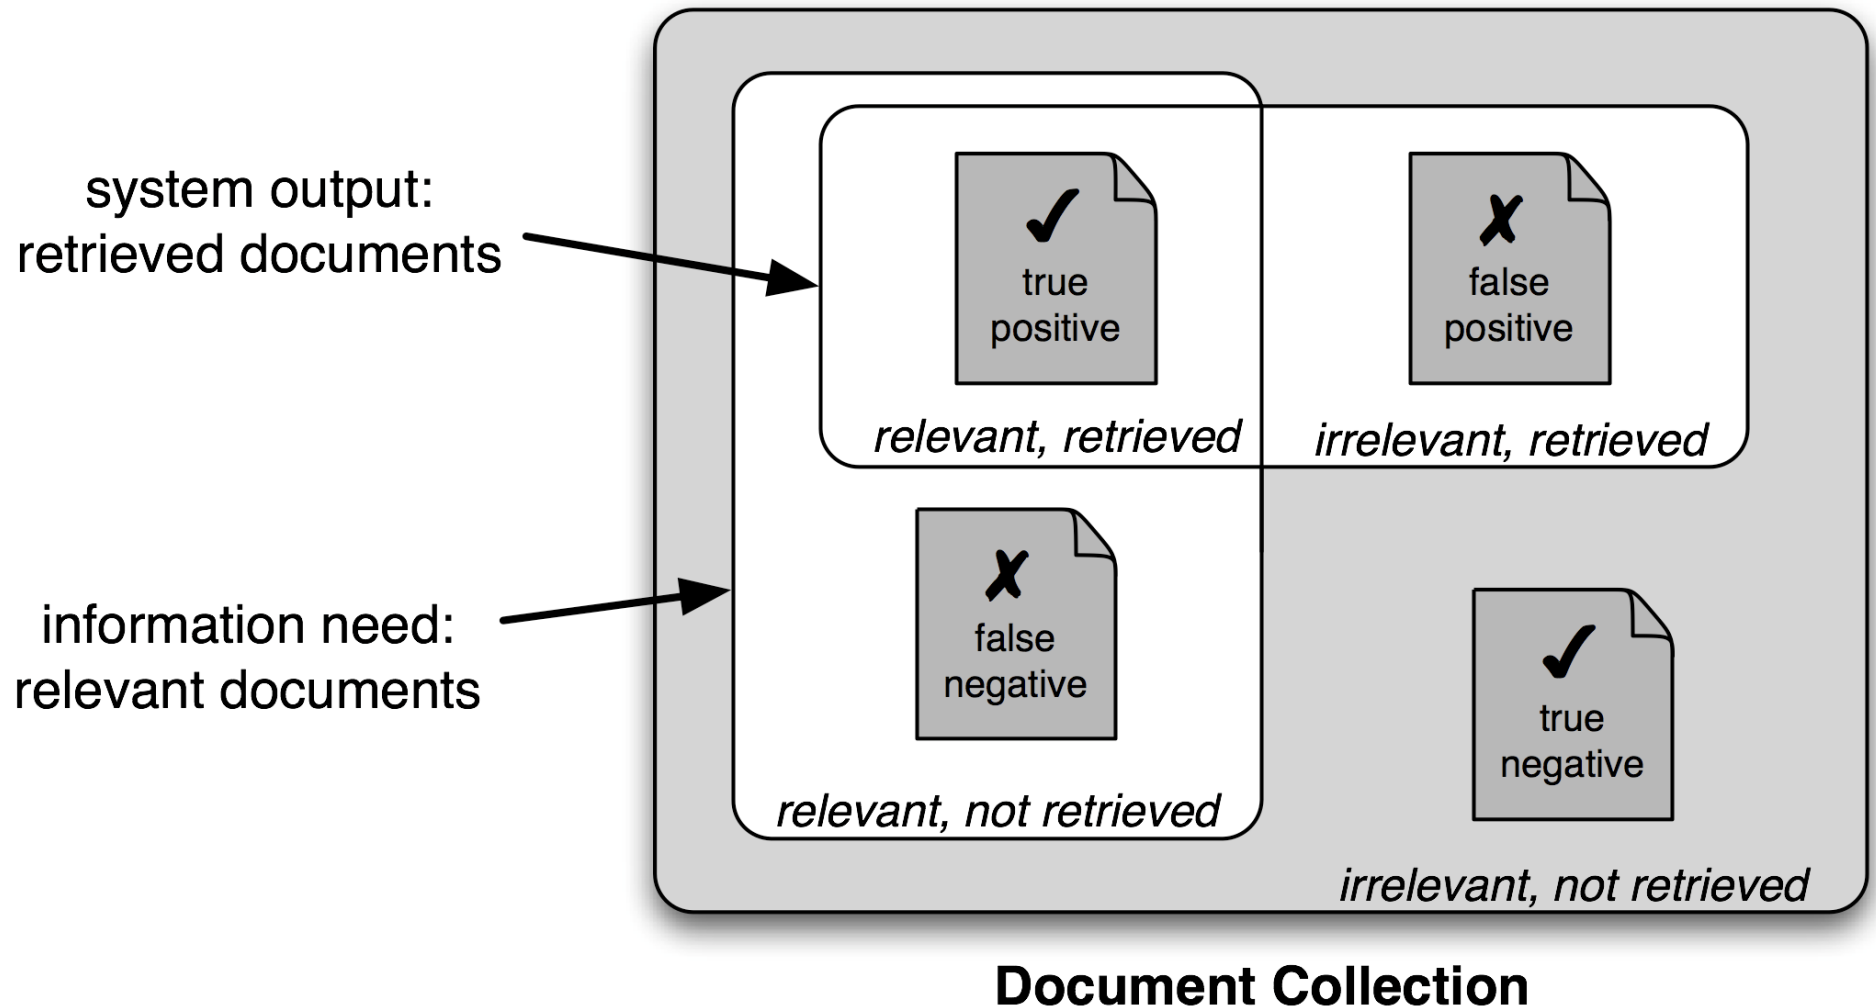 system output:
retrieved documents
true
positive
relevant, retrieved
false
positive
irrelevant, retrieved
information need:
relevant documents
false
negative
relevant, not retrieved
true
negative
irrelevant, not retrieved
Document Collection